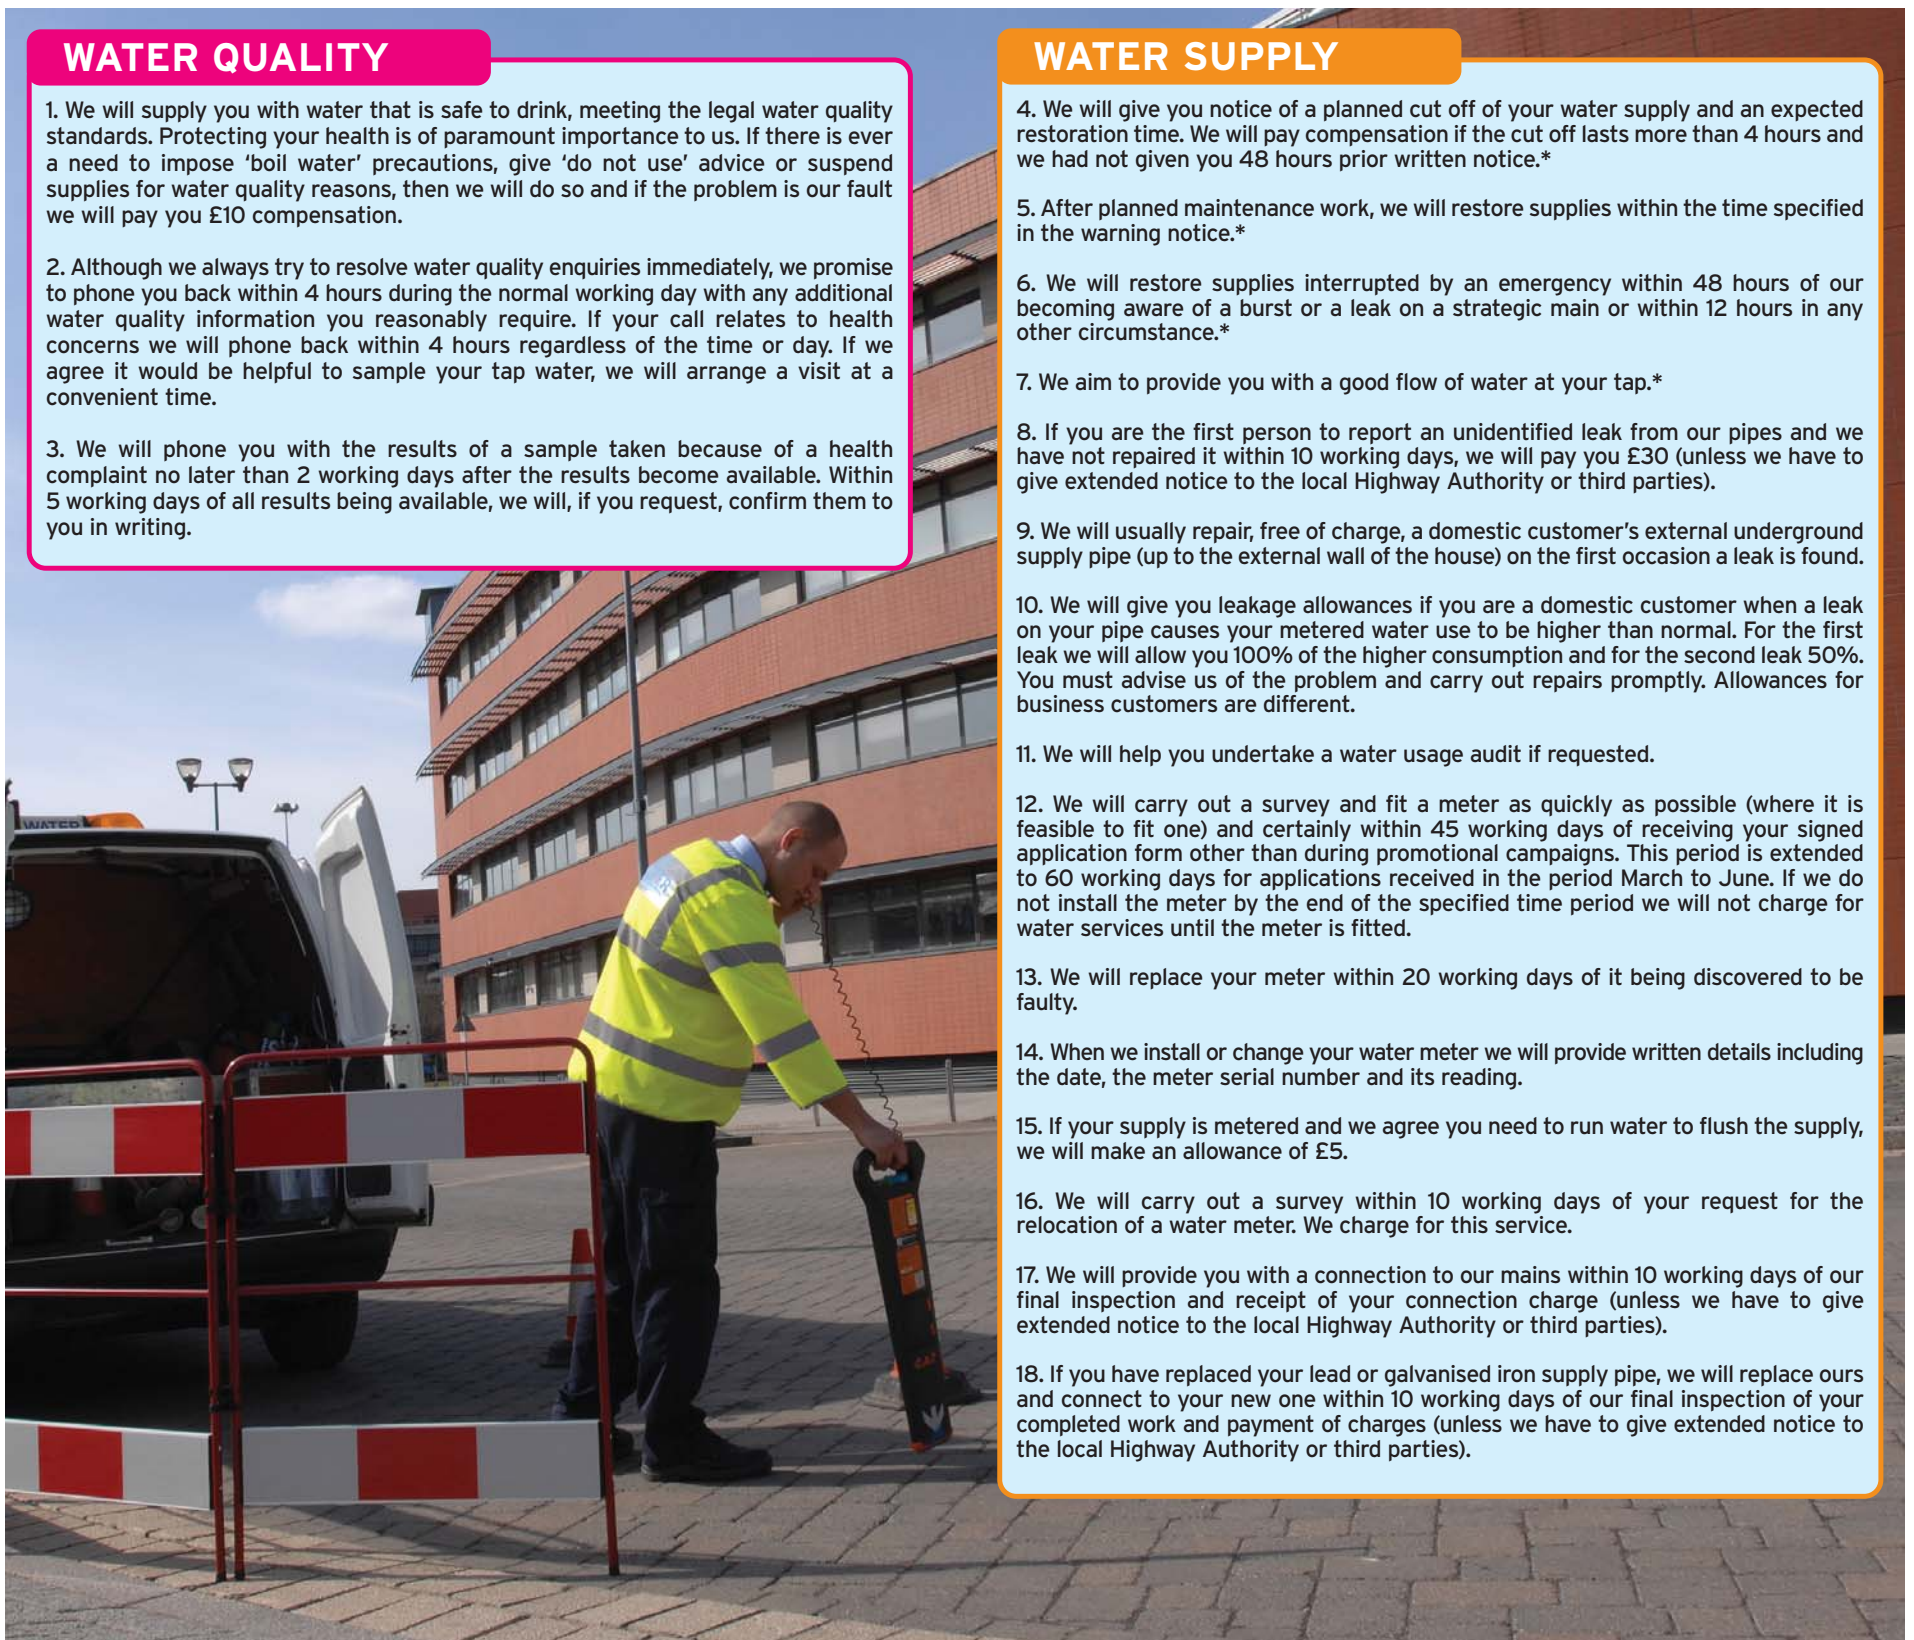 WATER QUALITY
1. We will supply you with water that is safe to drink, meeting the legal water quality
standards. Protecting your health is of paramount importance to us. If there is ever
a need to impose ‘boil water’ precautions, give ‘do not use’ advice or suspend
supplies for water quality reasons, then we will do so and if the problem is our fault
we will pay you £10 compensation.
2. Although we always try to resolve water quality enquiries immediately, we promise
to phone you back within 4 hours during the normal working day with any additional
water quality information you reasonably require. If your call relates to health
concerns we will phone back within 4 hours regardless of the time or day. If we
agree it would be helpful to sample your tap water, we will arrange a visit at a
convenient time.
3. We will phone you with the results of a sample taken because of a health
complaint no later than 2 working days after the results become available. Within
5 working days of all results being available, we will, if you request, confirm them to
you in writing.
WATER SUPPLY
4. We will give you notice of a planned cut off of your water supply and an expected
restoration time. We will pay compensation if the cut off lasts more than 4 hours and
we had not given you 48 hours prior written notice.*
5. After planned maintenance work, we will restore supplies within the time specified
in the warning notice.*
6. We will restore supplies interrupted by an emergency within 48 hours of our
becoming aware of a burst or a leak on a strategic main or within 12 hours in any
other circumstance.*
7. We aim to provide you with a good flow of water at your tap.*
8. If you are the first person to report an unidentified leak from our pipes and we
have not repaired it within 10 working days, we will pay you £30 (unless we have to
give extended notice to the local Highway Authority or third parties).
9. We will usually repair, free of charge, a domestic customer’s external underground
supply pipe (up to the external wall of the house) on the first occasion a leak is found.
10. We will give you leakage allowances if you are a domestic customer when a leak
on your pipe causes your metered water use to be higher than normal. For the first
leak we will allow you 100% of the higher consumption and for the second leak 50%.
You must advise us of the problem and carry out repairs promptly. Allowances for
business customers are different.
11. We will help you undertake a water usage audit if requested.
12. We will carry out a survey and fit a meter as quickly as possible (where it is
feasible to fit one) and certainly within 45 working days of receiving your signed
application form other than during promotional campaigns. This period is extended
to 60 working days for applications received in the period March to June. If we do
not install the meter by the end of the specified time period we will not charge for
water services until the meter is fitted.
13. We will replace your meter within 20 working days of it being discovered to be
faulty.
14. When we install or change your water meter we will provide written details including
the date, the meter serial number and its reading.
15. If your supply is metered and we agree you need to run water to flush the supply,
we will make an allowance of £5.
16. We will carry out a survey within 10 working days of your request for the
relocation of a water meter. We charge for this service.
17. We will provide you with a connection to our mains within 10 working days of our
final inspection and receipt of your connection charge (unless we have to give
extended notice to the local Highway Authority or third parties).
18. If you have replaced your lead or galvanised iron supply pipe, we will replace ours
and connect to your new one within 10 working days of our final inspection of your
completed work and payment of charges (unless we have to give extended notice to
the local Highway Authority or third parties).
WATER
CAT